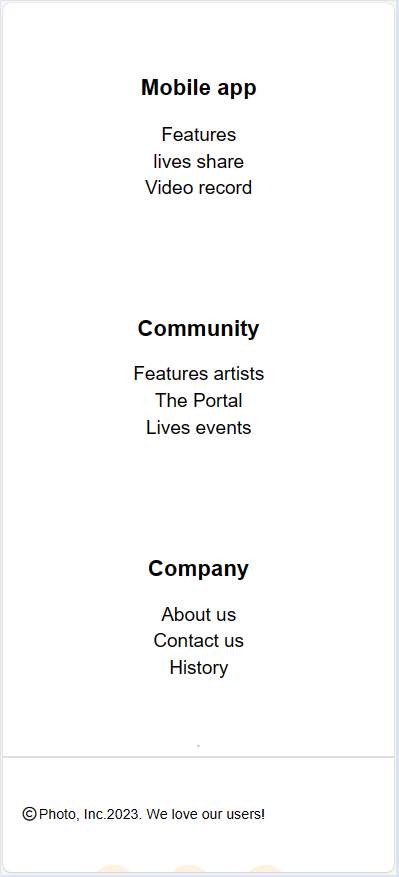 Mobile app
Features
lives share
Video record
Community
Features artists
The Portal
Lives events
Company
About us
Contact us
History
©Photo, Inc.2023. We love our users!